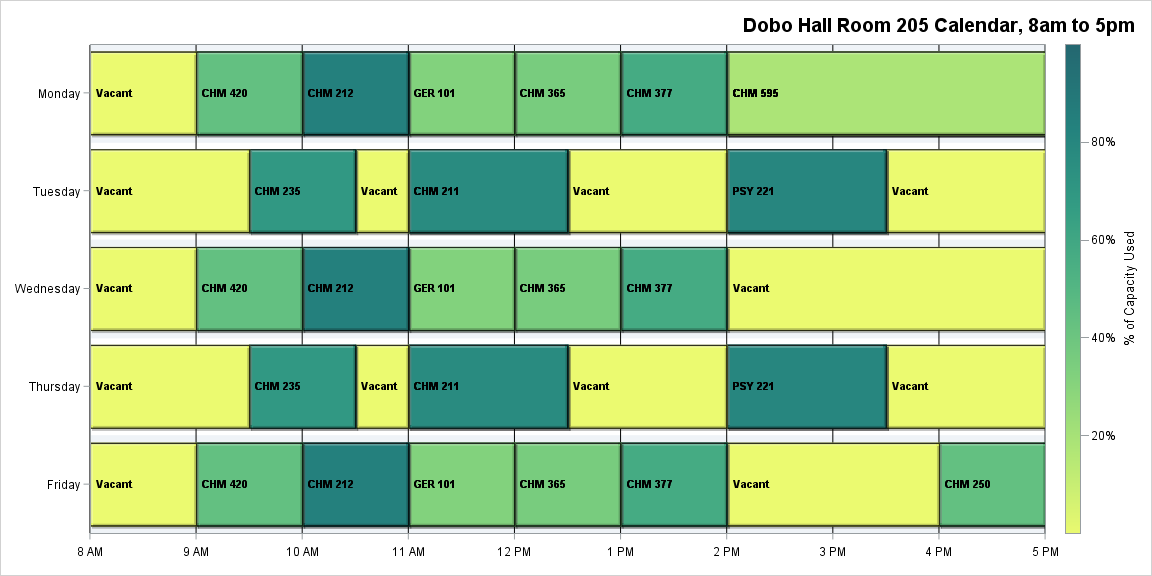 Dobo Hall Room 205 Calendar, 8am to 5pm
Monday Vacant CHM 420 CHM 212 GER 101 CHM 365 CHM 377 CHM 595
Tuesday Vacant CHM 235 Vacant CHM 211 Vacant PSY 221 Vacant
Wednesday Vacant CHM 420 CHM 212 GER 101 CHM 365 CHM 377 Vacant
Thursday Vacant CHM 235 Vacant CHM 211 Vacant PSY 221 Vacant
Friday Vacant CHM 420 CHM 212 GER 101 CHM 365 CHM 377 Vacant CHM 250
8 AM 9 AM 10 AM 11 AM 12 PM 1 PM 2 PM 3 PM 4 PM 5 PM
80%
60%
40%
20%
% of Capacity Used